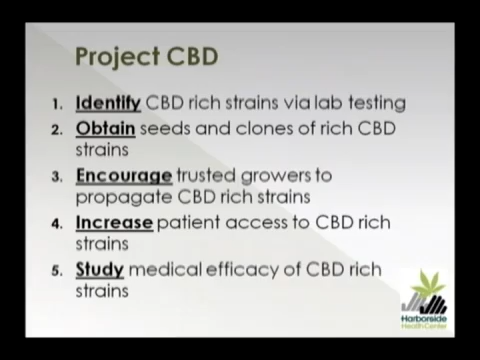 Project CBD
1. Identify CBD rich strains via lab testing
2. Obtain seeds and clones of rich CBD
strains
3. Encourage trusted growers to
propagate CBD rich strains
4. Increase patient access to CBD rich
strains
5. Study medical efficacy of CBD rich
strains
Harborside
Health Center